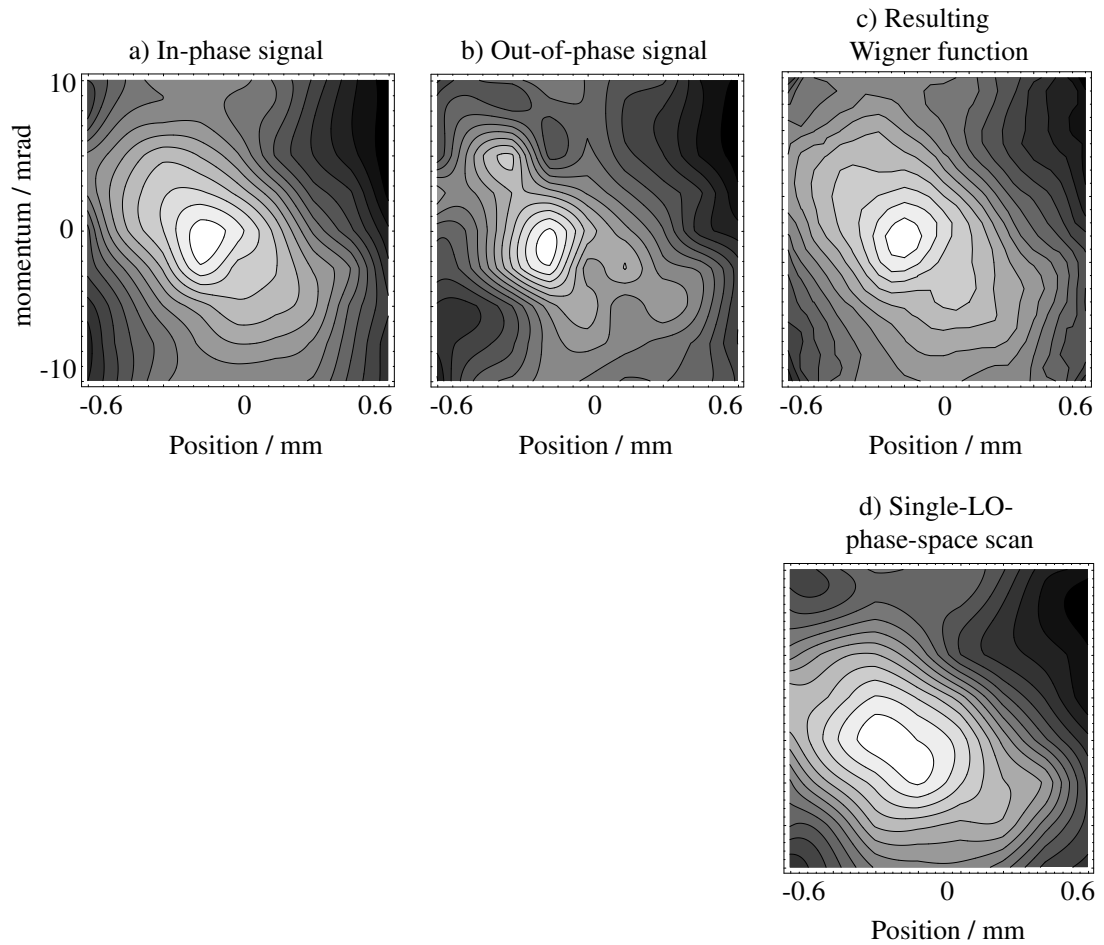 c) Resulting
Wigner function
a) In-phase signal
b) Out-of-phase signal
10
0
-10
momentum / mrad
-0.6 0 0.6
-0.6 0 0.6
-0.6 0 0.6
Position / mm
Position / mm
Position / mm
d) Single-LO-
phase-space scan
-0.6 0 0.6
Position / mm